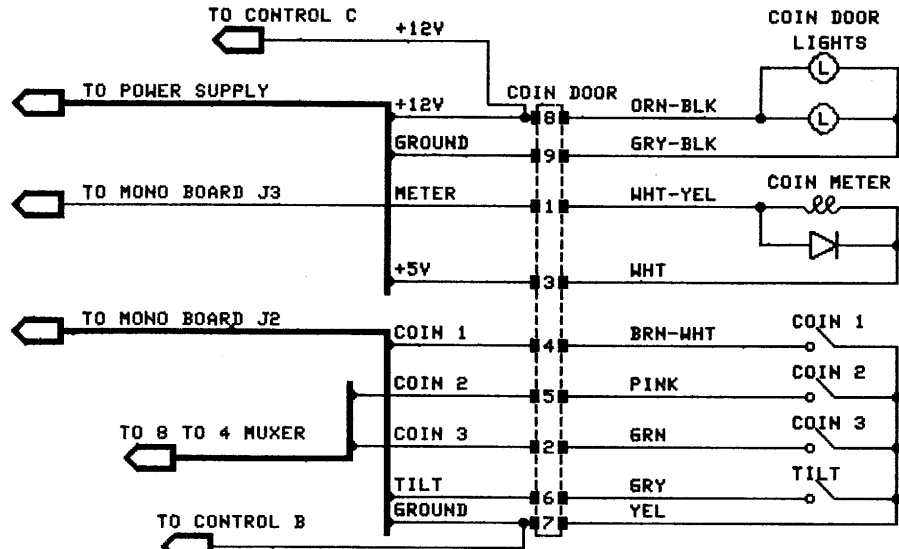 TO CONTROL C
+12V
COIN DOOR
LIGHTS
L
TO POWER SUPPLY
+12V
COIN DOOR
8
ORN-BLK
L
GROUND
9
GRY-BLK
TO MONO BOARD J3
METER
1
WHT-YEL
COIN METER
+5V
3
WHT
TO MONO BOARD J2
COIN 1
4
BRN-WHT
COIN 1
COIN 2
5
PINK
COIN 2
TO 8 TO 4 MUXER
COIN 3
2
GRN
COIN 3
TILT
6
GRY
TILT
GROUND
7
YEL
TO CONTROL B